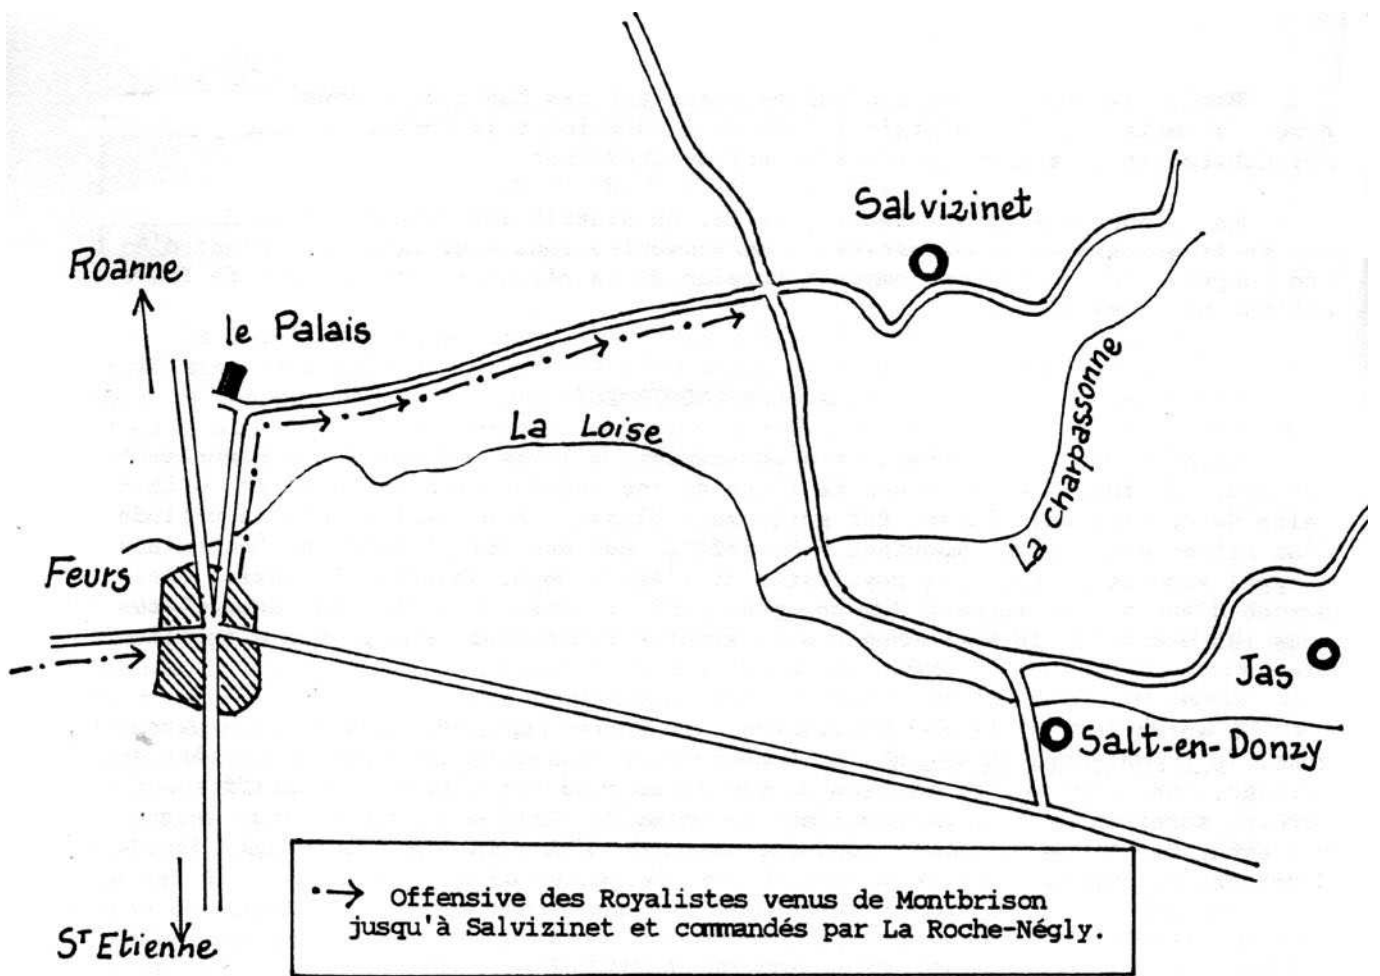 Salvizinet
Roanne
le Palais
La Loise
La Charpassonne
Feurs
Jas
Salt-en-Donzy
Sᵀ Etienne
Offensive des Royalistes venus de Montbrison
jusqu'à Salvizinet et commandés par La Roche-Négly.